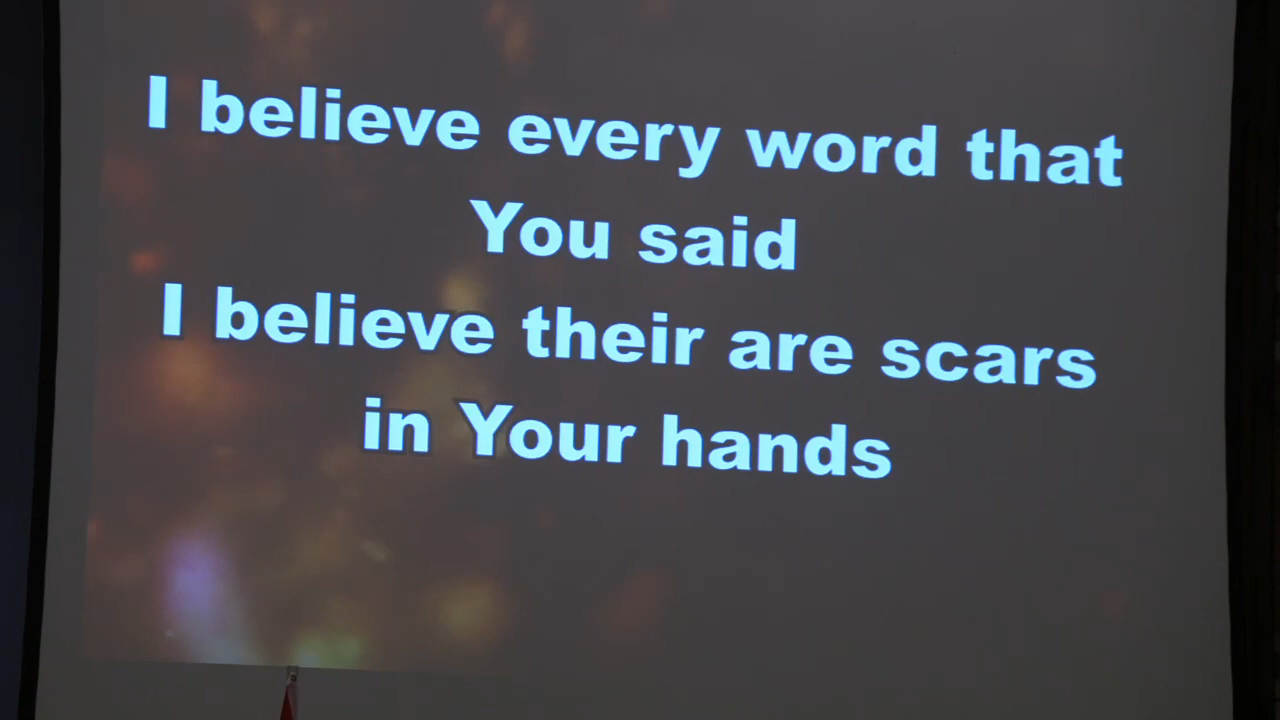 I believe every word that
You said
I believe their are scars
in Your hands